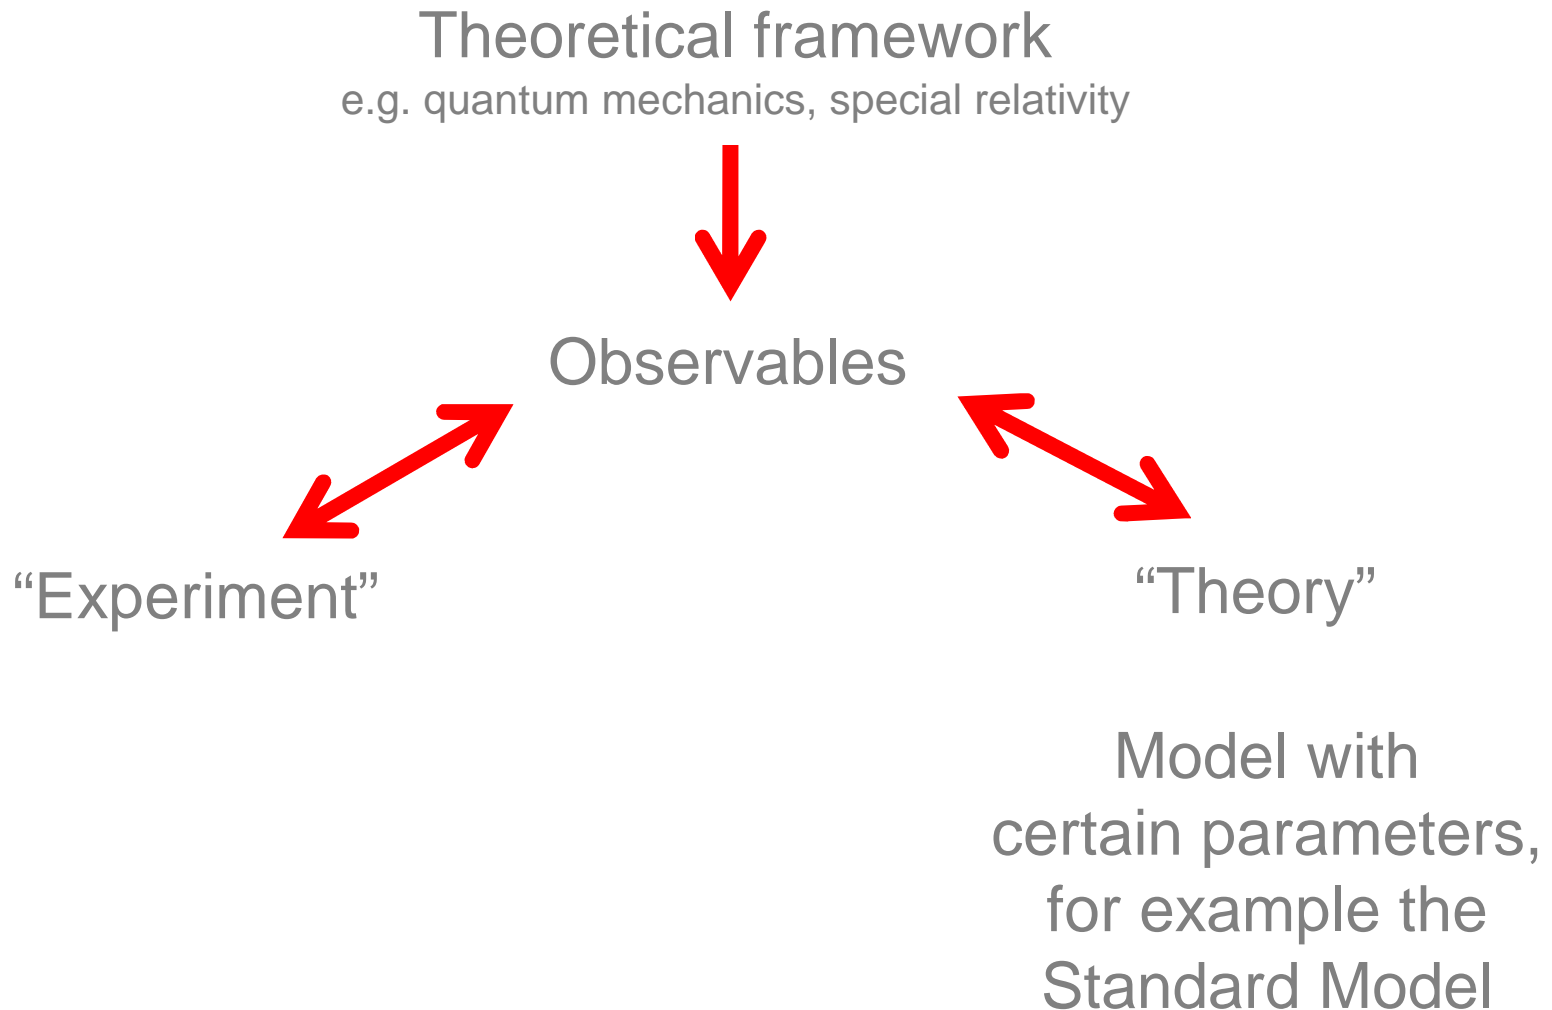 Theoretical framework
e.g. quantum mechanics, special relativity
Observables
“Experiment”
“Theory”
Model with
certain parameters,
for example the
Standard Model